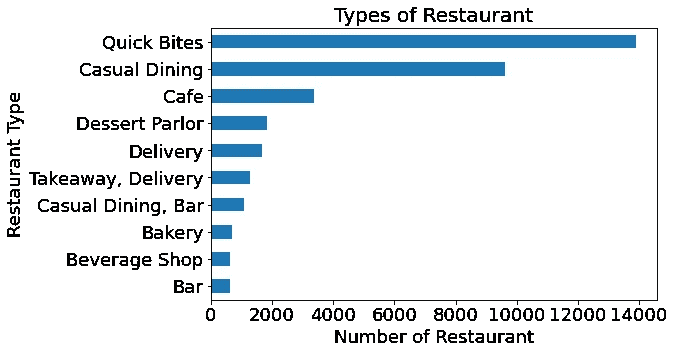 Types of Restaurant
Restaurant Type
Quick Bites
Casual Dining
Cafe
Dessert Parlor
Delivery
Takeaway, Delivery
Casual Dining, Bar
Bakery
Beverage Shop
Bar
0 2000 4000 6000 8000 10000 12000 14000
Number of Restaurant